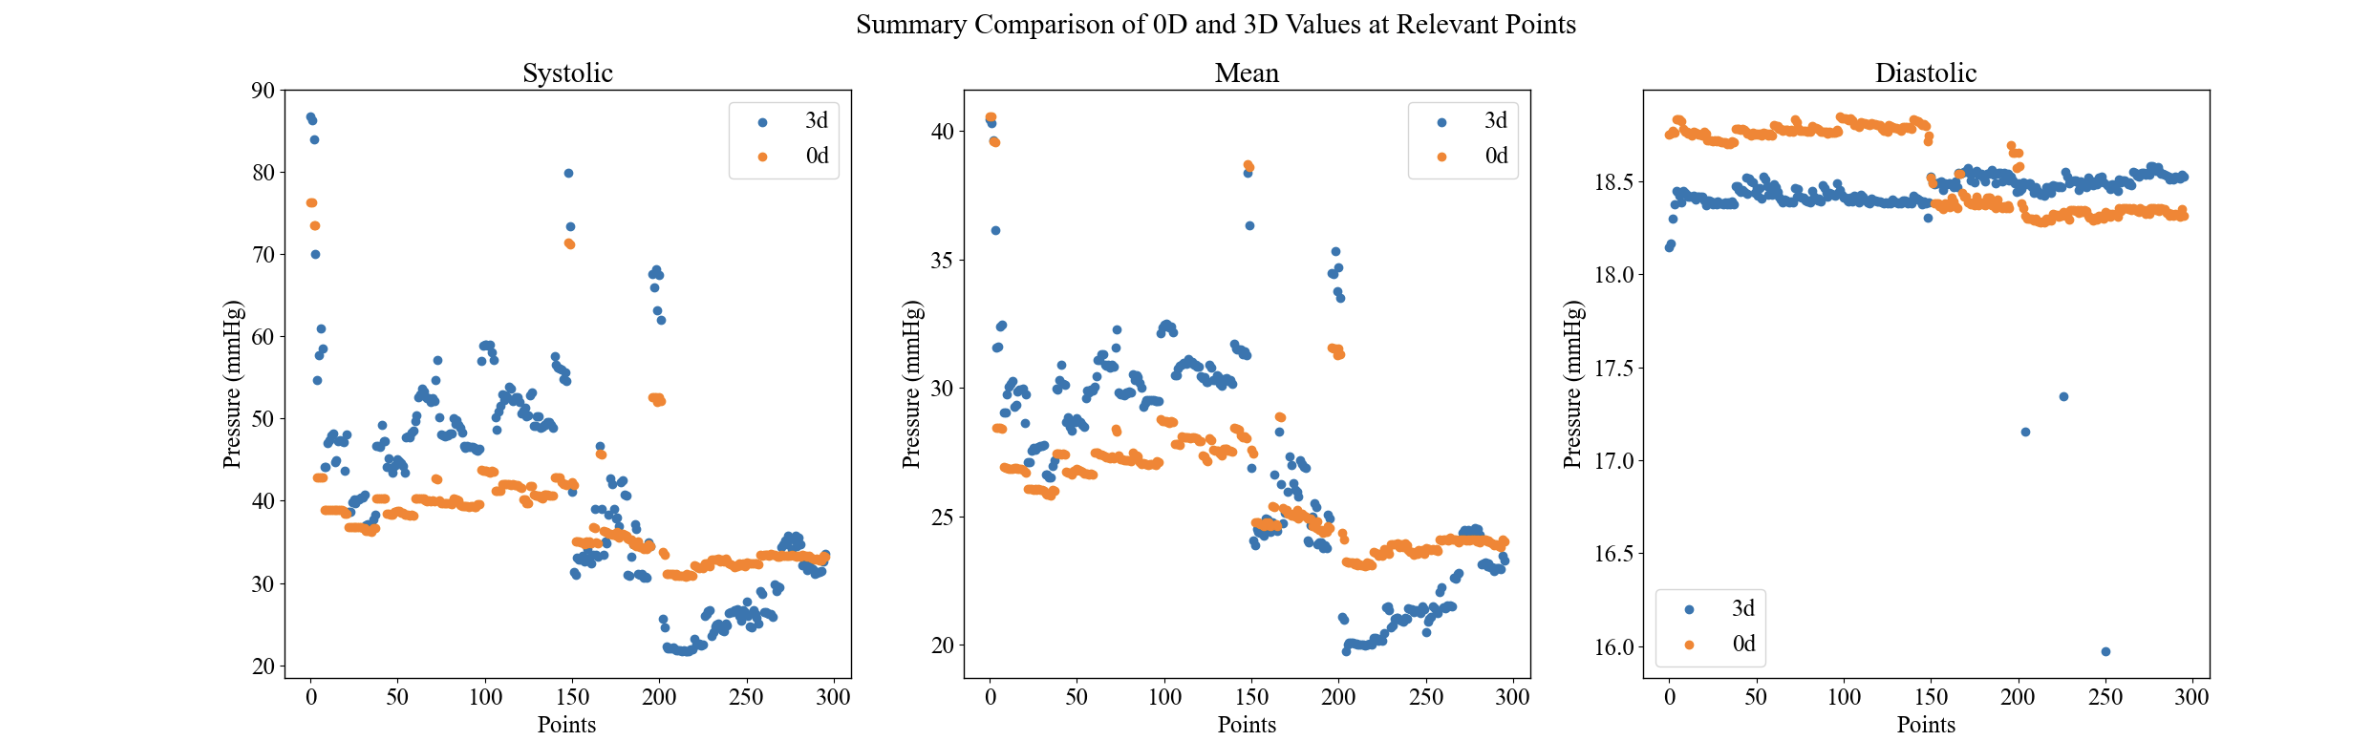 Summary Comparison of 0D and 3D Values at Relevant Points
Systolic
90
80
70
60
50
40
30
20
Pressure (mmHg)
0 50 100 150 200 250 300
Points
3d
0d
Mean
40
35
30
25
20
Pressure (mmHg)
0 50 100 150 200 250 300
Points
3d
0d
Diastolic
18.5
18.0
17.5
17.0
16.5
16.0
Pressure (mmHg)
0 50 100 150 200 250 300
Points
3d
0d